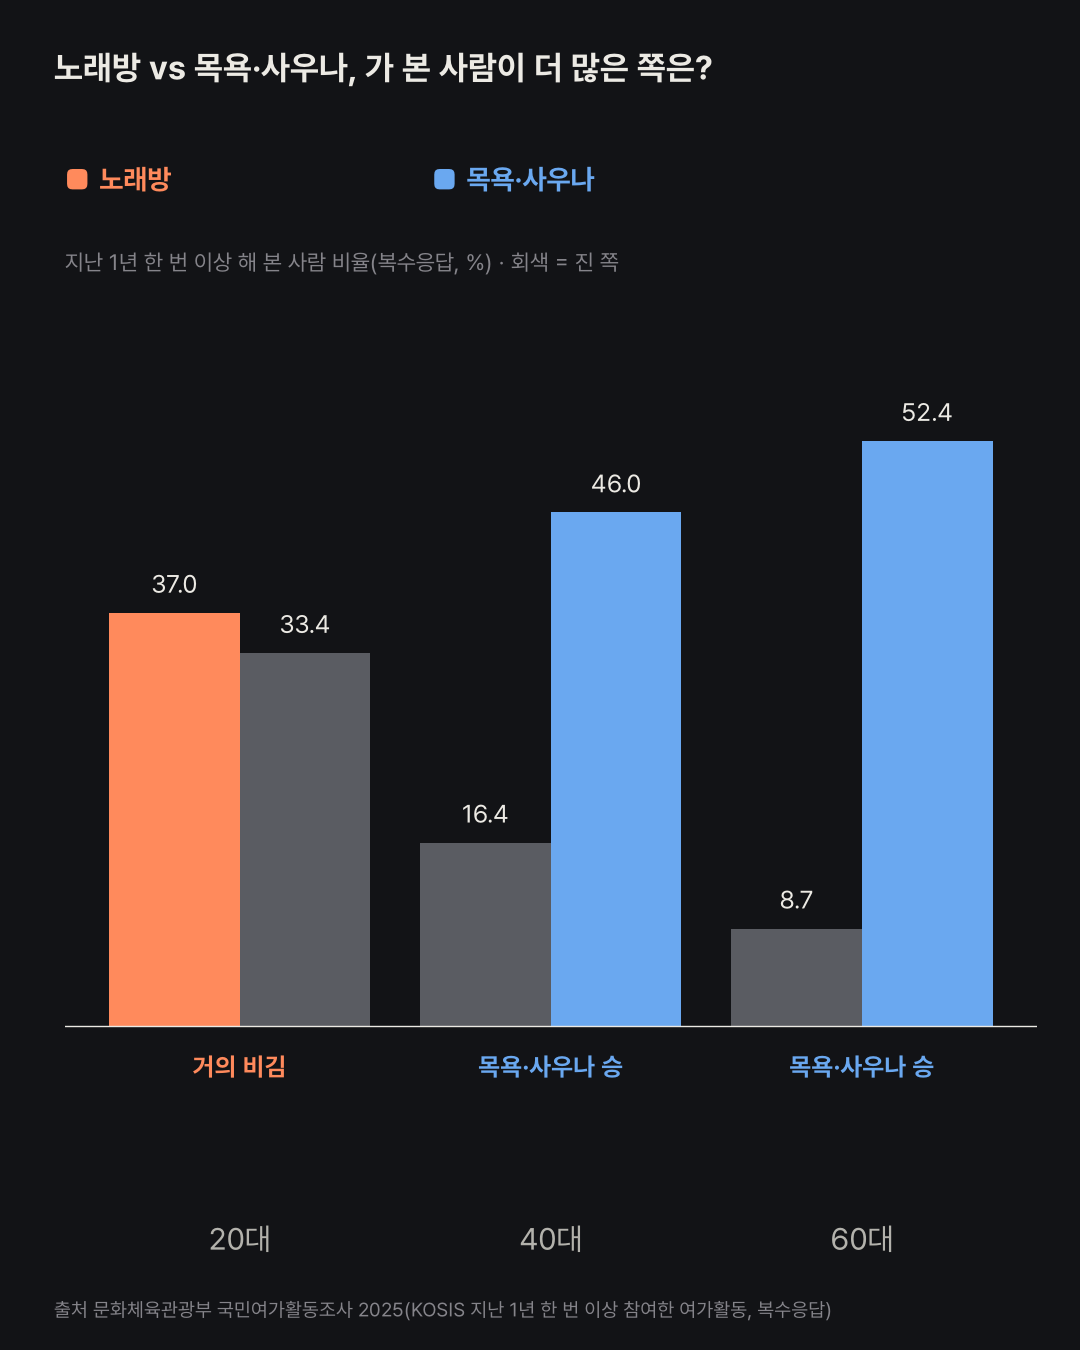 노래방 vs 목욕·사우나, 가 본 사람이 더 많은 쪽은?
노래방
목욕·사우나
지난 1년 한 번 이상 해 본 사람 비율(복수응답, %) · 회색 = 진 쪽
37.0
33.4
16.4
46.0
8.7
52.4
거의 비김
목욕·사우나 승
목욕·사우나 승
20대
40대
60대
출처 문화체육관광부 국민여가활동조사 2025(KOSIS 지난 1년 한 번 이상 참여한 여가활동, 복수응답)